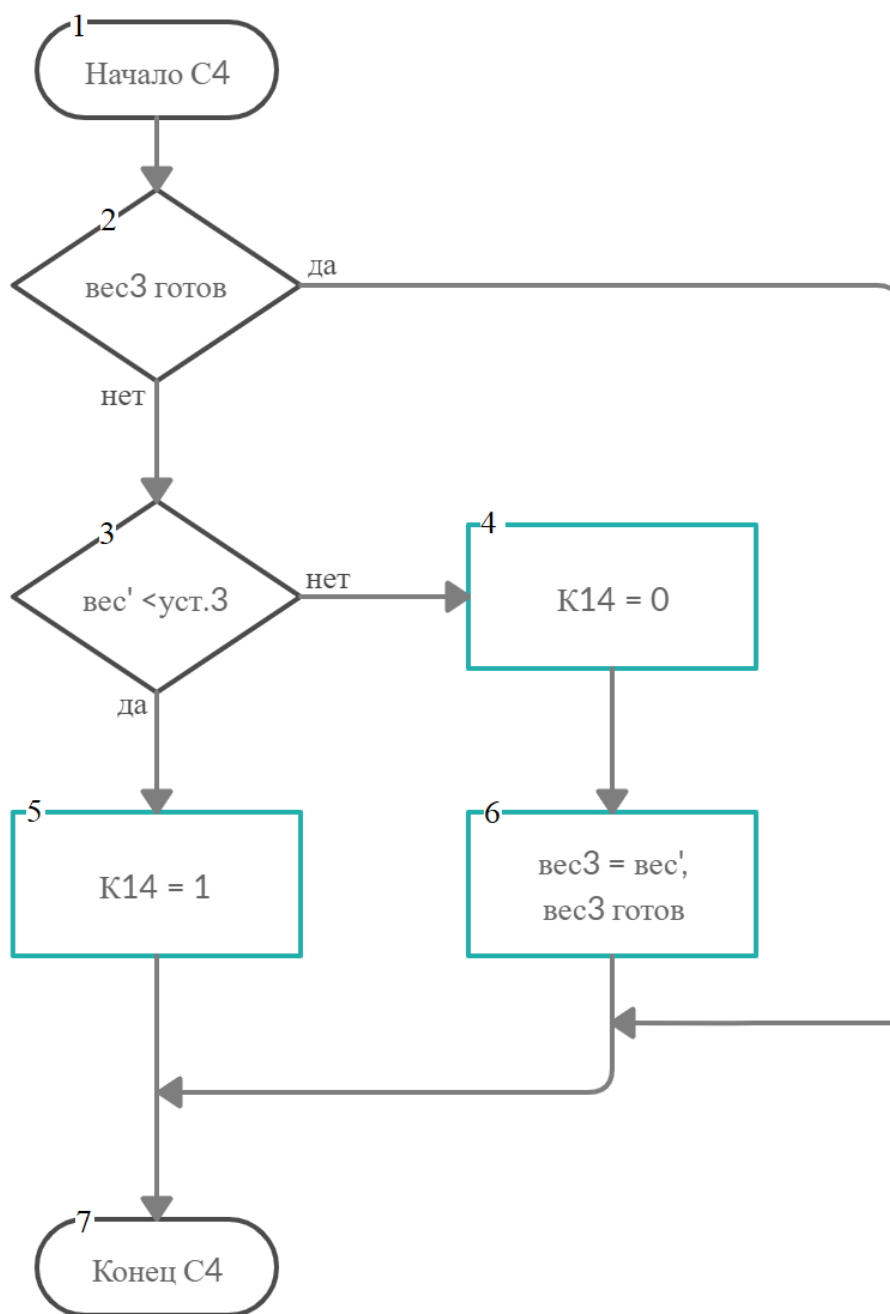 1
Начало С4
2
вес3 готов
да
нет
3
вес' <уст.3
нет
да
4
К14 = 0
5
К14 = 1
6
вес3 = вес',
вес3 готов
7
Конец С4